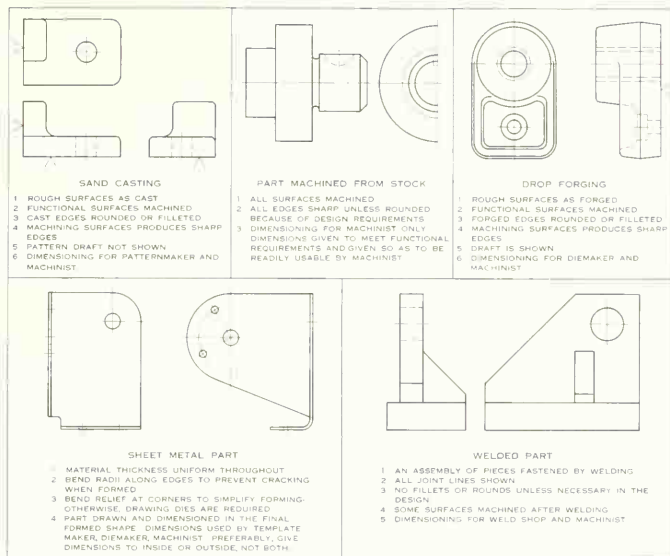 SAND CASTING
1 ROUGH SURFACES AS CAST
2 FUNCTIONAL SURFACES MACHINED
3 CAST EDGES ROUNDED OR FILLETED
4 MACHINING SURFACES PRODUCES SHARP
EDGES
5 PATTERN DRAFT NOT SHOWN
6 DIMENSIONING FOR PATTERNMAKER AND
MACHINIST.
PART MACHINED FROM STOCK
1 ALL SURFACES MACHINED
2 ALL EDGES SHARP UNLESS ROUNDED
BECAUSE OF DESIGN REQUIREMENTS
3 DIMENSIONING FOR MACHINIST ONLY
DIMENSIONS GIVEN TO MEET FUNCTIONAL
REQUIREMENTS AND GIVEN SO AS TO BE
READILY USABLE BY MACHINIST
DROP FORGING
1 ROUGH SURFACES AS FORGED
2 FUNCTIONAL SURFACES MACHINED
3 FORGED EDGES ROUNDED OR FILLETED
4 MACHINING SURFACES PRODUCES SHARP
EDGES
5 DRAFT IS SHOWN
6 DIMENSIONING FOR DIEMAKER AND
MACHINIST
SHEET METAL PART
MATERIAL THICKNESS UNIFORM THROUGHOUT
2 BEND RADII ALONG EDGES TO PREVENT CRACKING
WHEN FORMED
3 BEND RELIEF AT CORNERS TO SIMPLIFY FORMING-
OTHERWISE, DRAWING DIES ARE REQUIRED
4 PART DRAWN AND DIMENSIONED IN THE FINAL
FORMED SHAPE DIMENSIONS USED BY TEMPLATE
MAKER, DIEMAKER, MACHINIST PREFERABLY, GIVE
DIMENSIONS TO INSIDE OR OUTSIDE, NOT BOTH.
WELDED PART
1 AN ASSEMBLY OF PIECES FASTENED BY WELDING
2 ALL JOINT LINES SHOWN
3 NO FILLETS OR ROUNDS UNLESS NECESSARY IN THE
DESIGN
4 SOME SURFACES MACHINED AFTER WELDING
5 DIMENSIONING FOR WELD SHOP AND MACHINIST